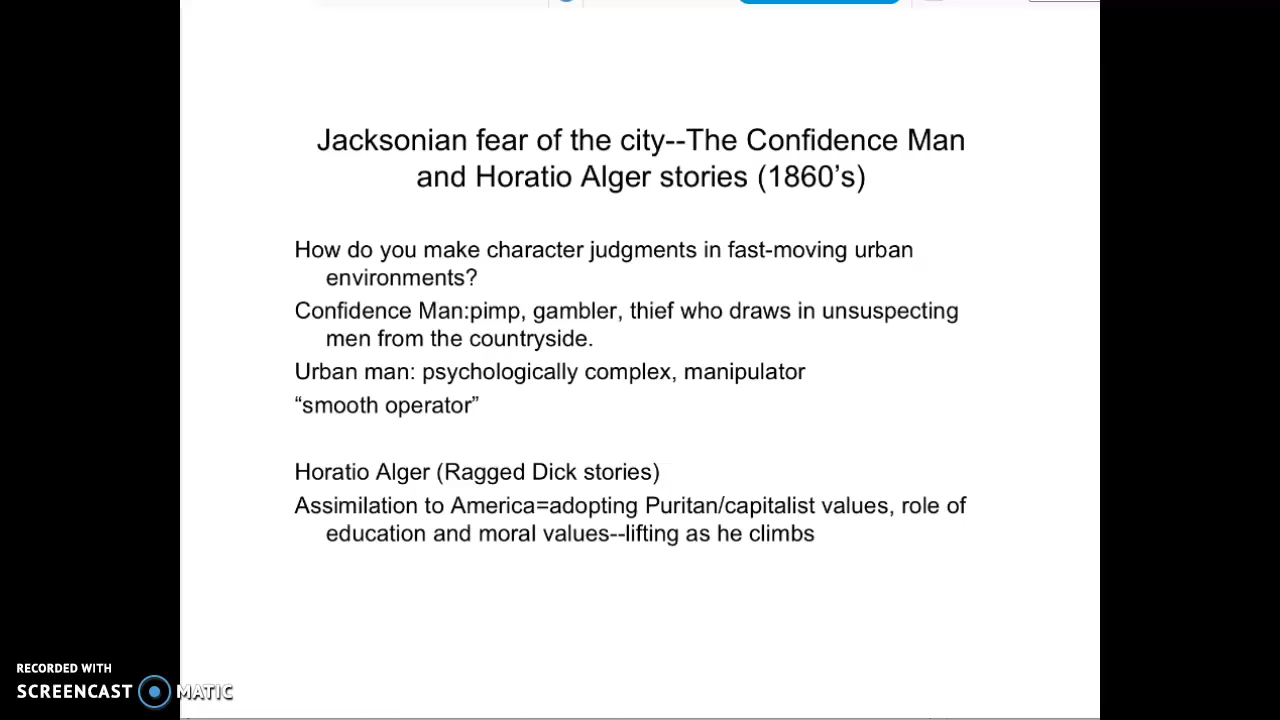 Jacksonian fear of the city--The Confidence Man
and Horatio Alger stories (1860’s)
How do you make character judgments in fast-moving urban
environments?
Confidence Man:pimp, gambler, thief who draws in unsuspecting
men from the countryside.
Urban man: psychologically complex, manipulator
“smooth operator”
Horatio Alger (Ragged Dick stories)
Assimilation to America=adopting Puritan/capitalist values, role of
education and moral values--lifting as he climbs
RECORDED WITH
SCREENCAST MATIC